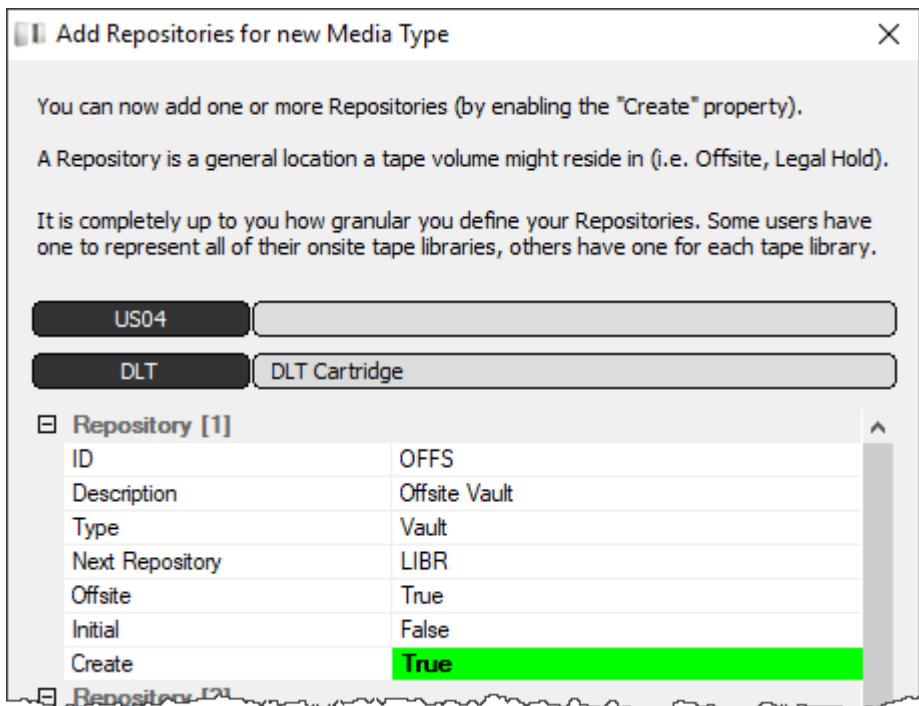 Add Repositories for new Media Type
You can now add one or more Repositories (by enabling the "Create" property).
A Repository is a general location a tape volume might reside in (i.e. Offsite, Legal Hold).
It is completely up to you how granular you define your Repositories. Some users have
one to represent all of their onsite tape libraries, others have one for each tape library.
US04
DLT DLT Cartridge
Repository [1]
ID OFFS
Description Offsite Vault
Type Vault
Next Repository LIBR
Offsite True
Initial False
Create True
Repository [2]